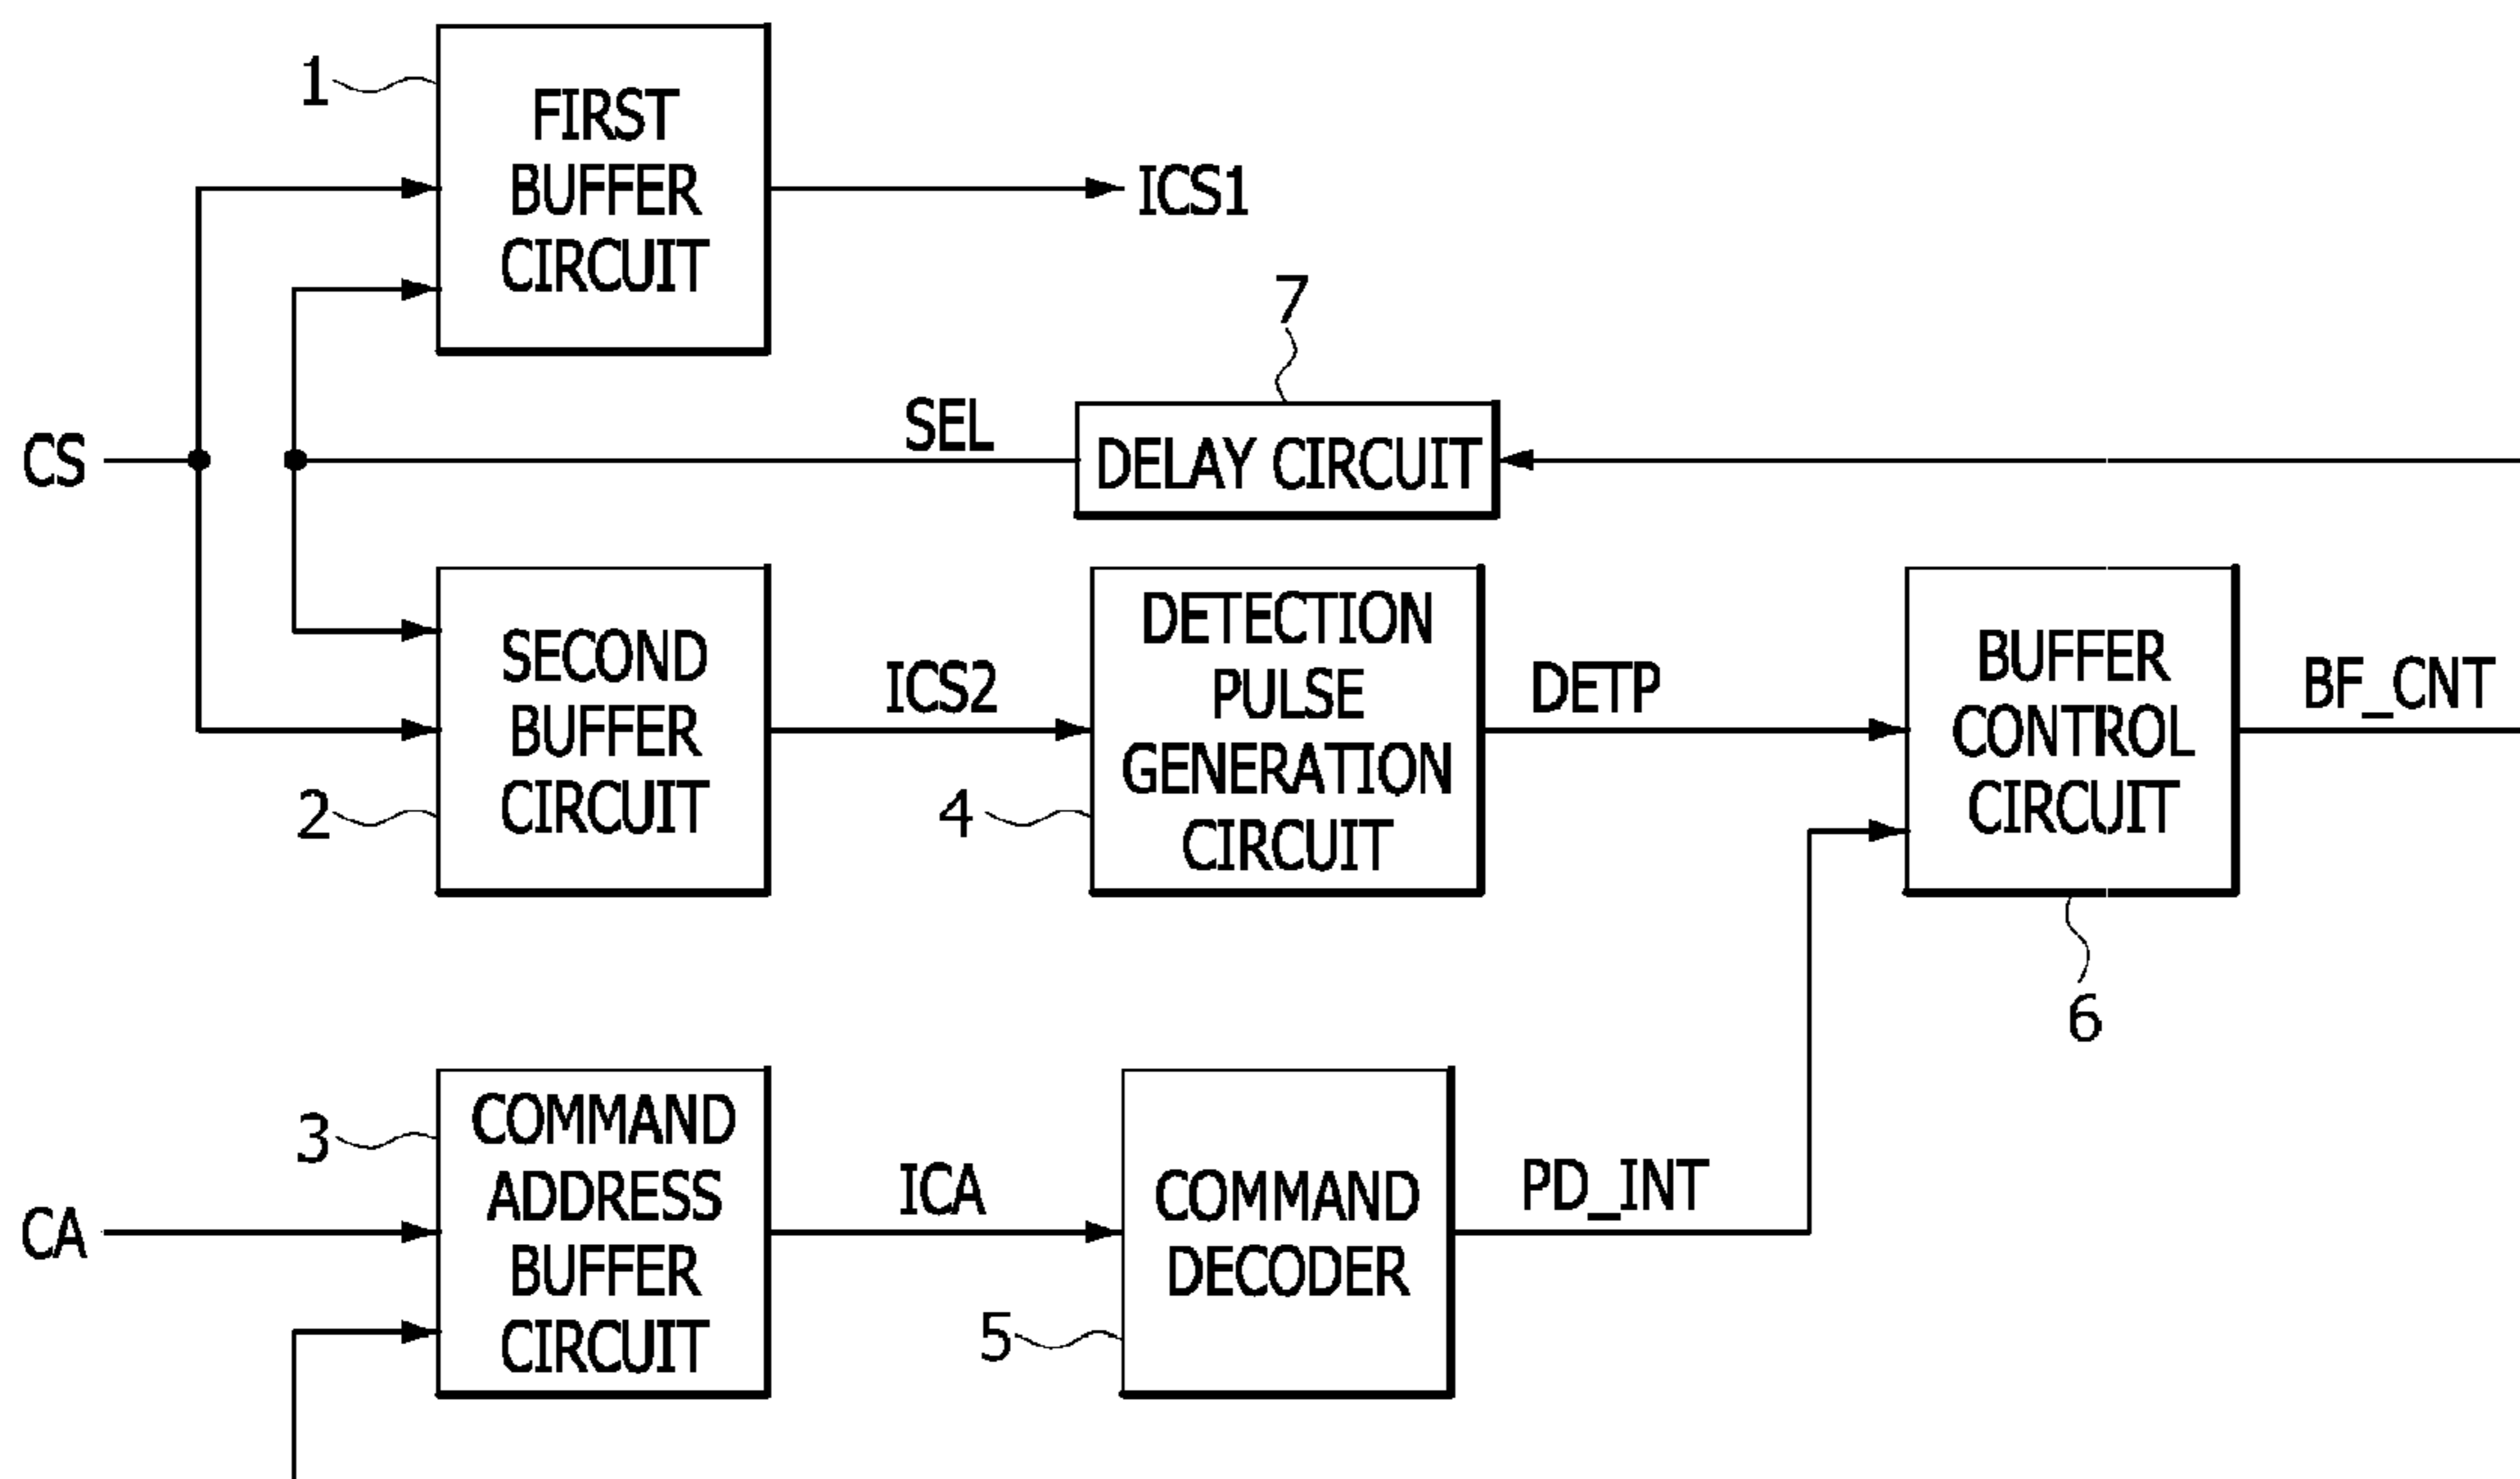 1
FIRST
BUFFER
CIRCUIT
ICS1
7
CS
SEL
DELAY CIRCUIT
SECOND
BUFFER
CIRCUIT
2
ICS2
DETECTION
PULSE
GENERATION
CIRCUIT
4
DETP
BUFFER
CONTROL
CIRCUIT
6
BF_CNT
3
COMMAND
ADDRESS
BUFFER
CIRCUIT
CA
ICA
COMMAND
DECODER
5
PD_INT